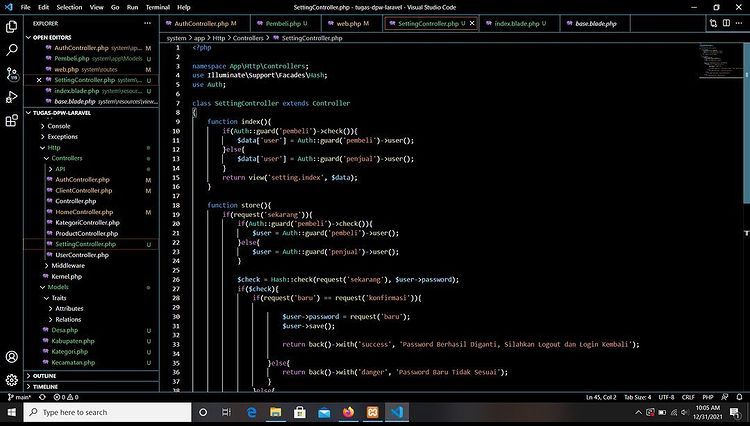 File Edit Selection View Go Run Terminal Help
SettingController.php - tugas-dpw-laravel - Visual Studio Code
EXPLORER
AuthController.php M
Pembeli.php U
web.php M
SettingController.php U
index.blade.php U
base.blade.php
system > app > Http > Controllers > SettingController.php
OPEN EDITORS
AuthController.php system\ap... M
Pembeli.php system\app\Models U
web.php system\routes M
SettingController.php system\... U
index.blade.php system\resour... U
base.blade.php system\resources\view...
TUGAS-DPW-LARAVEL
Console
Exceptions
Http
Controllers
API
AuthController.php M
ClientController.php M
Controller.php
HomeController.php M
KategoriController.php
ProductController.php
SettingController.php U
UserController.php
Middleware
Kernel.php
Models
Traits
Attributes
Relations
Desa.php U
Kabupaten.php U
Kategori.php U
Kecamatan.php U
OUTLINE
TIMELINE
1 <?php
2
3 namespace App\Http\Controllers;
4 use Illuminate\Support\Facades\Hash;
5 use Auth;
6
7 class SettingController extends Controller
8 {
9 function index(){
10 if(Auth::guard('pembeli')->check()){
11 $data['user'] = Auth::guard('pembeli')->user();
12 }else{
13 $data['user'] = Auth::guard('penjual')->user();
14 }
15 return view('setting.index', $data);
16 }
17
18 function store(){
19 if(request('sekarang')){
20 if(Auth::guard('pembeli')->check()){
21 $user = Auth::guard('pembeli')->user();
22 }else{
23 $user = Auth::guard('penjual')->user();
24 }
25
26 $check = Hash::check(request('sekarang'), $user->password);
27 if($check){
28 if(request('baru') == request('konfirmasi')){
29
30 $user->password = request('baru');
31 $user->save();
32
33 return back()->with('success', 'Password Berhasil Diganti, Silahkan Logout dan Login Kembali');
34
35 }else{
36 return back()->with('danger', 'Password Baru Tidak Sesuai');
37 }
38 }else{
main* 0 0
Ln 45, Col 2 Tab Size: 4 UTF-8 CRLF PHP
Type here to search
10:05 AM
12/31/2021